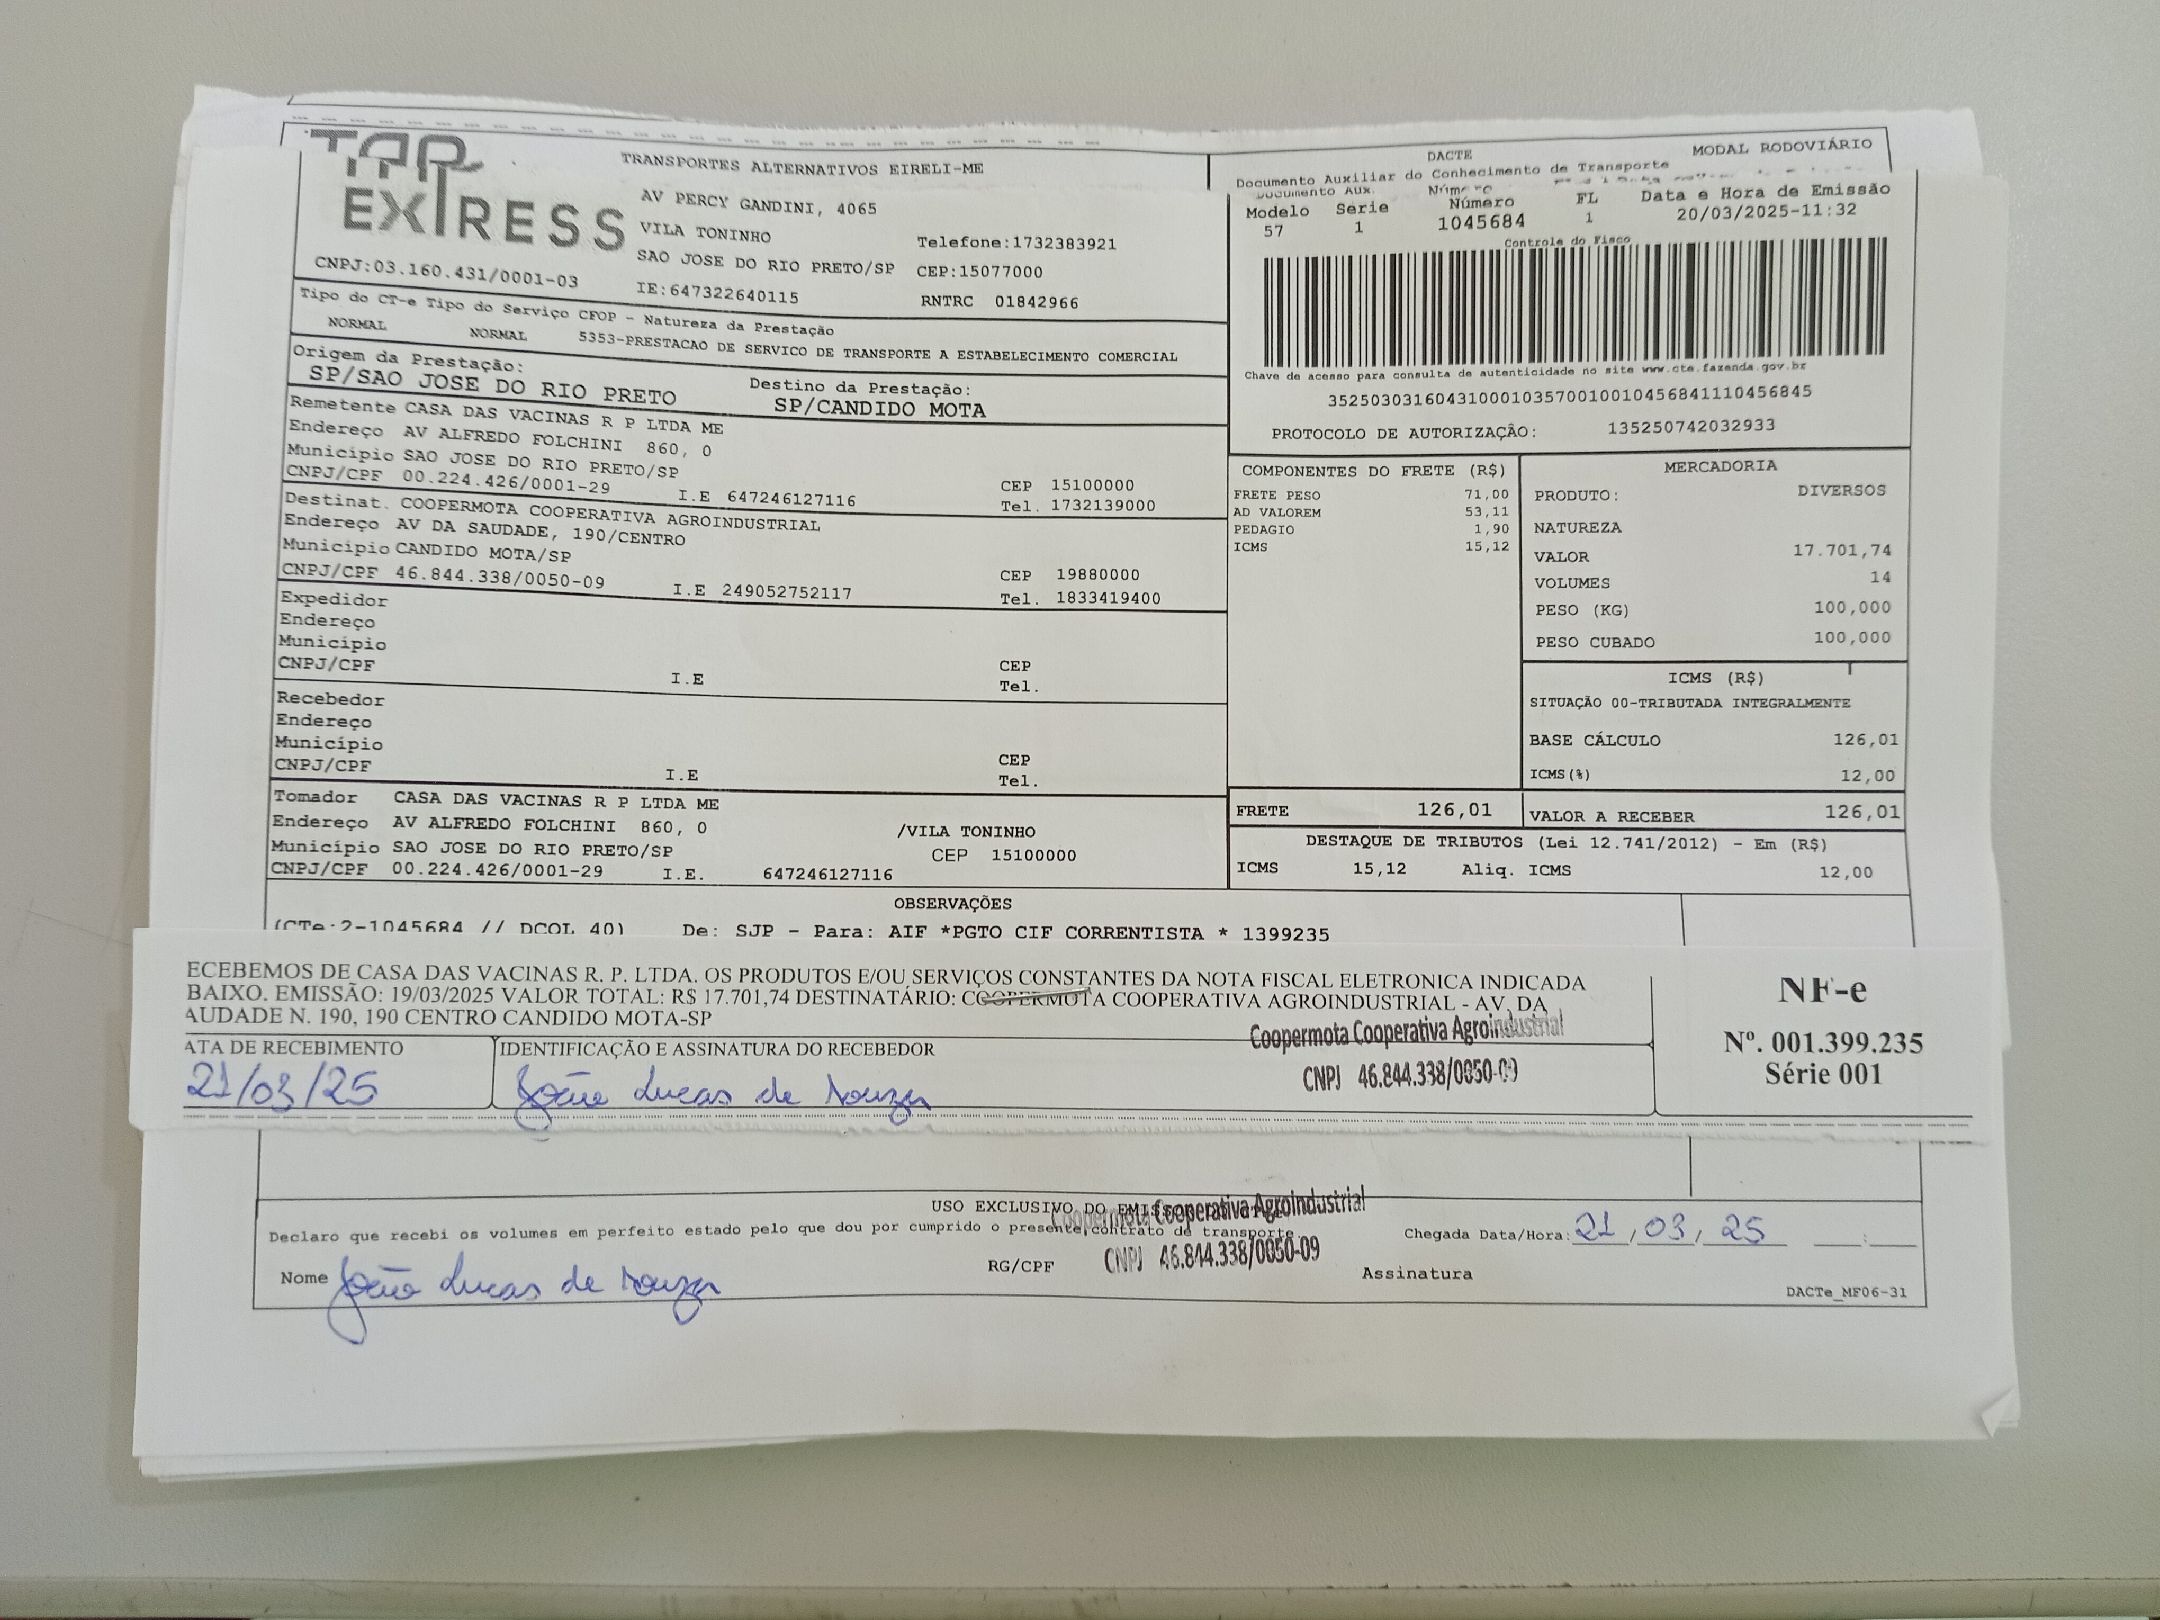 TRANSPORTES ALTERNATIVOS EIRELI-ME
AV PERCY GANDINI, 4065
VILA TONINHO
Telefone:1732383921
SAO JOSE DO RIO PRETO/SP CEP:15077000
CNPJ:03.160.431/0001-03
IE:647322640115
RNTRC 01842966
DACTE
MODAL RODOVIÁRIO
Documento Auxiliar do Conhecimento de Transporte
Documento Aux.
Modelo Serie Número FL Data e Hora de Emissão
57 1 1045684 1 20/03/2025-11:32
Controle do Fisco
Chave de acesso para consulta de autenticidade no site www.cte.fazenda.gov.br
35250303160431000103570010010456841110456845
PROTOCOLO DE AUTORIZAÇÃO: 135250742032933
Tipo do CT-e Tipo do Serviço CFOP - Natureza da Prestação
NORMAL NORMAL 5353-PRESTACAO DE SERVICO DE TRANSPORTE A ESTABELECIMENTO COMERCIAL
Origem da Prestação: Destino da Prestação:
SP/SAO JOSE DO RIO PRETO SP/CANDIDO MOTA
Remetente CASA DAS VACINAS R P LTDA ME
Endereço AV ALFREDO FOLCHINI 860, 0
Município SAO JOSE DO RIO PRETO/SP CEP 15100000
CNPJ/CPF 00.224.426/0001-29 I.E 647246127116 Tel. 1732139000
Destinat. COOPERMOTA COOPERATIVA AGROINDUSTRIAL
Endereço AV DA SAUDADE, 190/CENTRO
Município CANDIDO MOTA/SP CEP 19880000
CNPJ/CPF 46.844.338/0050-09 I.E 249052752117 Tel. 1833419400
Expedidor
Endereço
Município CEP
CNPJ/CPF I.E Tel.
Recebedor
Endereço
Município CEP
CNPJ/CPF I.E Tel.
Tomador CASA DAS VACINAS R P LTDA ME
Endereço AV ALFREDO FOLCHINI 860, 0 /VILA TONINHO
Município SAO JOSE DO RIO PRETO/SP CEP 15100000
CNPJ/CPF 00.224.426/0001-29 I.E. 647246127116
COMPONENTES DO FRETE (R$)
FRETE PESO 71,00
AD VALOREM 53,11
PEDAGIO 1,90
ICMS 15,12
MERCADORIA
PRODUTO: DIVERSOS
NATUREZA
VALOR 17.701,74
VOLUMES 14
PESO (KG) 100,000
PESO CUBADO 100,000
ICMS (R$)
SITUAÇÃO 00-TRIBUTADA INTEGRALMENTE
BASE CÁLCULO 126,01
ICMS(%) 12,00
FRETE 126,01 VALOR A RECEBER 126,01
DESTAQUE DE TRIBUTOS (Lei 12.741/2012) - Em (R$)
ICMS 15,12 Aliq. ICMS 12,00
OBSERVAÇÕES
(CTe:2-1045684 // DCOL 40) De: SJP - Para: AIF *PGTO CIF CORRENTISTA * 1399235
ECEBEMOS DE CASA DAS VACINAS R. P. LTDA. OS PRODUTOS E/OU SERVIÇOS CONSTANTES DA NOTA FISCAL ELETRONICA INDICADA
BAIXO. EMISSÃO: 19/03/2025 VALOR TOTAL: R$ 17.701,74 DESTINATÁRIO: COOPERMOTA COOPERATIVA AGROINDUSTRIAL - AV. DA
AUDADE N. 190, 190 CENTRO CANDIDO MOTA-SP
NF-e
Nº. 001.399.235
Série 001
ATA DE RECEBIMENTO IDENTIFICAÇÃO E ASSINATURA DO RECEBEDOR
Coopermota Cooperativa Agroindustrial
CNPJ 46.844.338/0050-09
21/03/25 João Lucas de Souza
USO EXCLUSIVO DO
Coopermota Cooperativa Agroindustrial
Declaro que recebi os volumes em perfeito estado pelo que dou por cumprido o presente,contrato de transporte
Chegada Data/Hora: 21, 03, 25
CNPJ 46.844.338/0050-09
Nome João Lucas de Souza RG/CPF Assinatura
DACTe_MF06-31